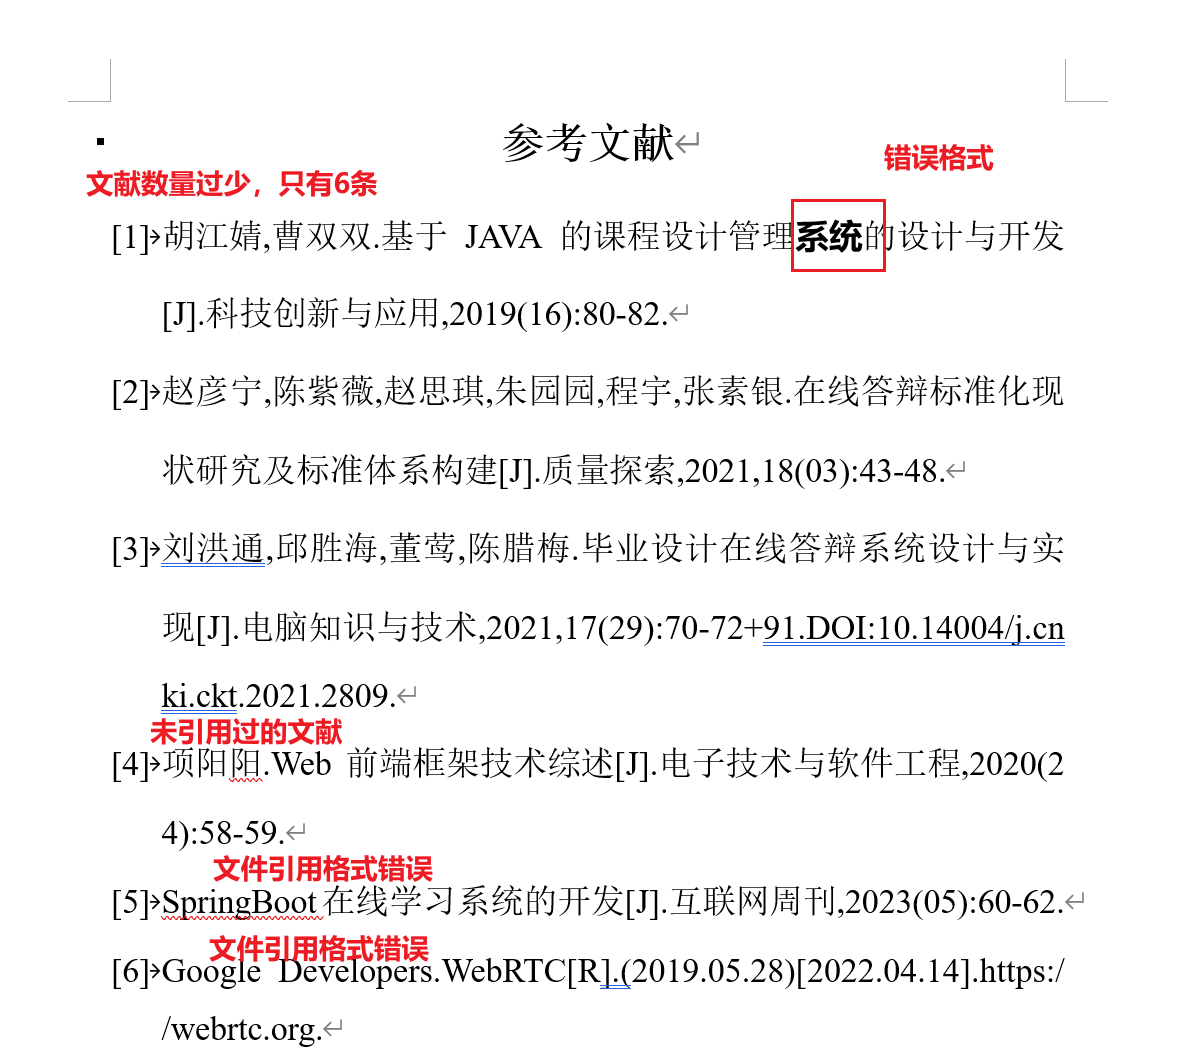 参考文献
错误格式
文献数量过少，只有6条
[1]胡江婧,曹双双.基于 JAVA 的课程设计管理系统的设计与开发
[J].科技创新与应用,2019(16):80-82.
[2]赵彦宁,陈紫薇,赵思琪,朱园园,程宇,张素银.在线答辩标准化现
状研究及标准体系构建[J].质量探索,2021,18(03):43-48.
[3]刘洪通,邱胜海,董莺,陈腊梅.毕业设计在线答辩系统设计与实
现[J].电脑知识与技术,2021,17(29):70-72+91.DOI:10.14004/j.cn
ki.ckt.2021.2809.
未引用过的文献
[4]项阳阳.Web 前端框架技术综述[J].电子技术与软件工程,2020(2
4):58-59.
文件引用格式错误
[5]SpringBoot在线学习系统的开发[J].互联网周刊,2023(05):60-62.
文件引用格式错误
[6]Google Developers.WebRTC[R].(2019.05.28)[2022.04.14].https:/
/webrtc.org.